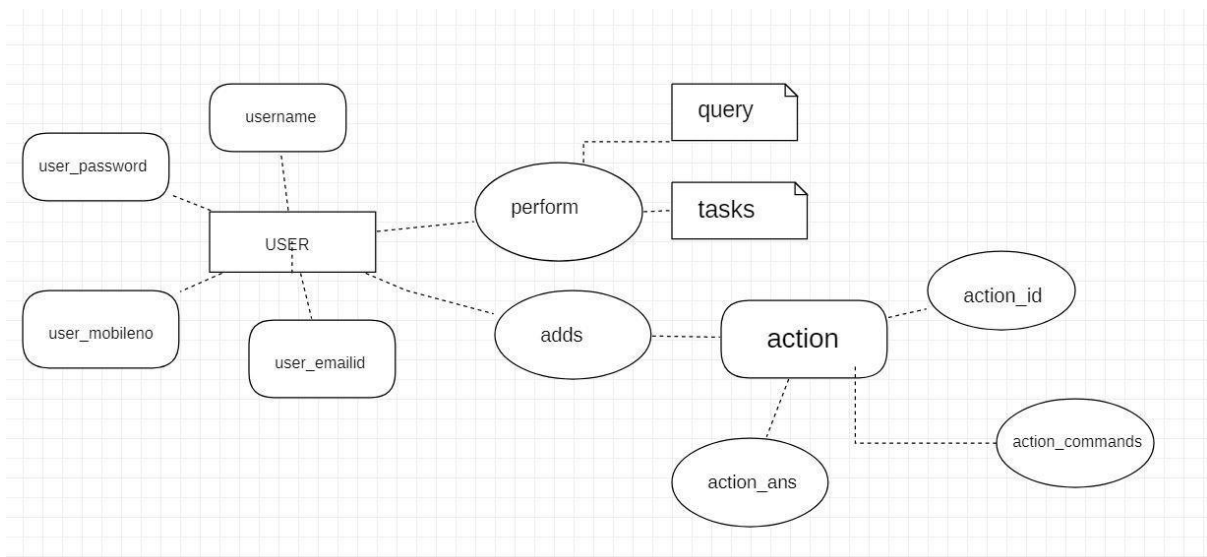 username
user_password
USER
user_mobileno
user_emailid
perform
query
tasks
adds
action
action_id
action_commands
action_ans